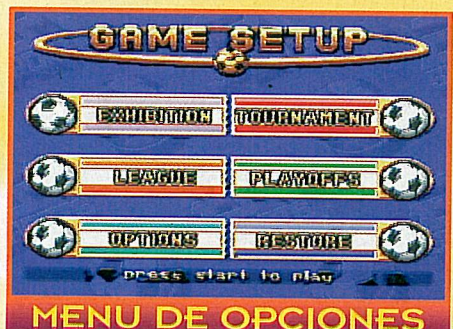 GAME SETUP
EXHIBITION TOURNAMENT
LEAGUE PLAYOFFS
OPTIONS RESTORE
press start to play
MENU DE OPCIONES